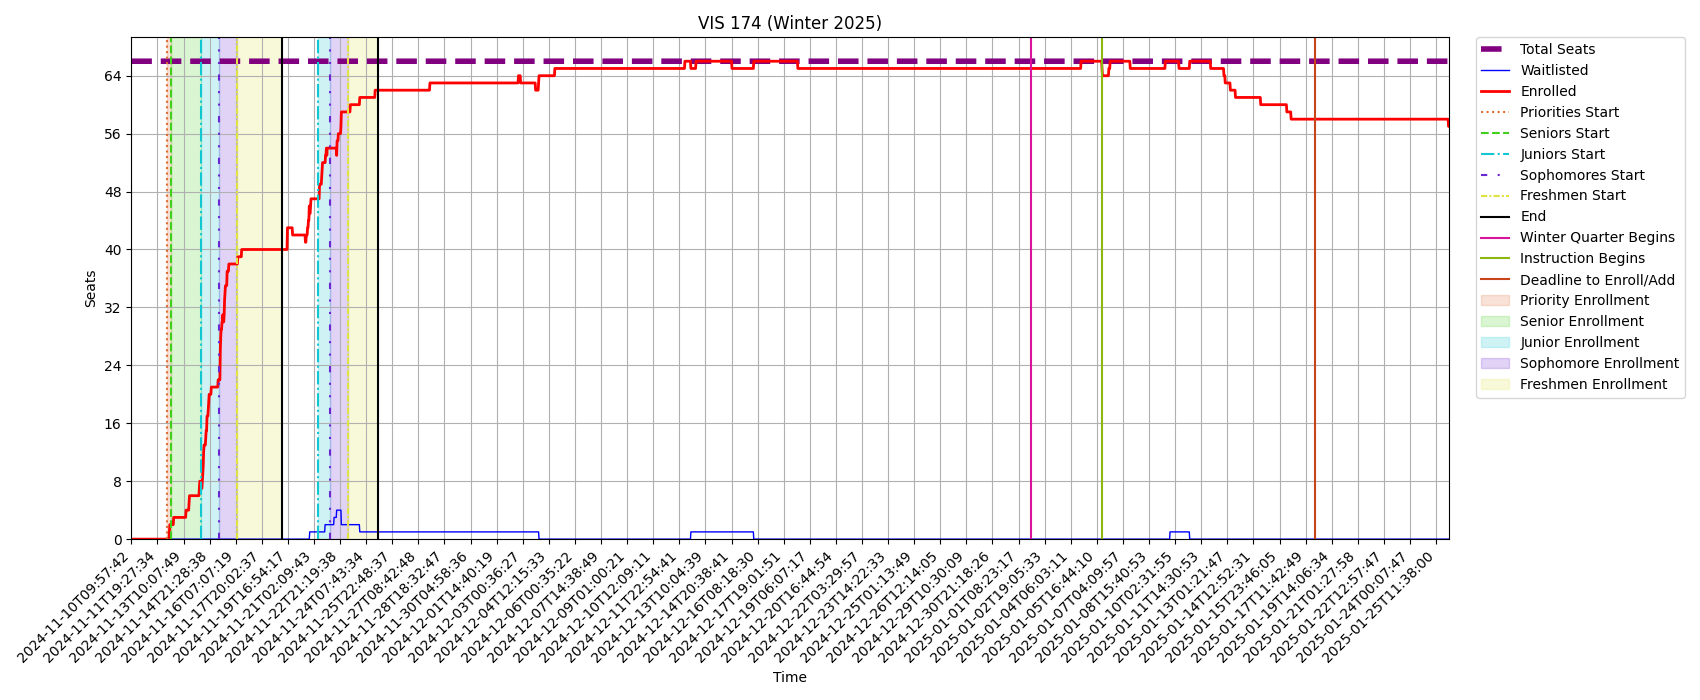 VIS 174 (Winter 2025)
Seats
64
56
48
40
32
24
16
8
0
2024-11-10T09:57:42
2024-11-11T19:27:34
2024-11-13T10:07:49
2024-11-14T21:28:38
2024-11-16T07:07:19
2024-11-17T20:02:37
2024-11-19T16:54:17
2024-11-21T02:09:43
2024-11-22T21:19:38
2024-11-24T07:43:34
2024-11-25T22:48:37
2024-11-27T08:42:48
2024-11-28T18:32:47
2024-11-30T04:58:36
2024-12-01T14:40:19
2024-12-03T00:36:27
2024-12-04T12:15:33
2024-12-06T00:35:22
2024-12-07T14:38:49
2024-12-09T01:00:21
2024-12-10T12:09:11
2024-12-11T22:54:41
2024-12-13T10:04:39
2024-12-14T20:38:41
2024-12-16T08:18:30
2024-12-17T19:01:51
2024-12-19T06:07:17
2024-12-20T16:44:54
2024-12-22T03:29:57
2024-12-23T14:22:33
2024-12-25T01:13:49
2024-12-26T12:14:05
2024-12-29T10:30:09
2024-12-30T21:18:26
2025-01-01T08:23:17
2025-01-02T19:05:33
2025-01-04T06:03:11
2025-01-05T16:44:10
2025-01-07T04:09:57
2025-01-08T15:40:53
2025-01-10T02:31:55
2025-01-11T14:30:53
2025-01-13T01:21:47
2025-01-14T12:52:31
2025-01-15T23:46:05
2025-01-17T11:42:49
2025-01-19T14:06:34
2025-01-21T01:27:58
2025-01-22T12:57:47
2025-01-24T00:07:47
2025-01-25T11:38:00
Time
Total Seats
Waitlisted
Enrolled
Priorities Start
Seniors Start
Juniors Start
Sophomores Start
Freshmen Start
End
Winter Quarter Begins
Instruction Begins
Deadline to Enroll/Add
Priority Enrollment
Senior Enrollment
Junior Enrollment
Sophomore Enrollment
Freshmen Enrollment